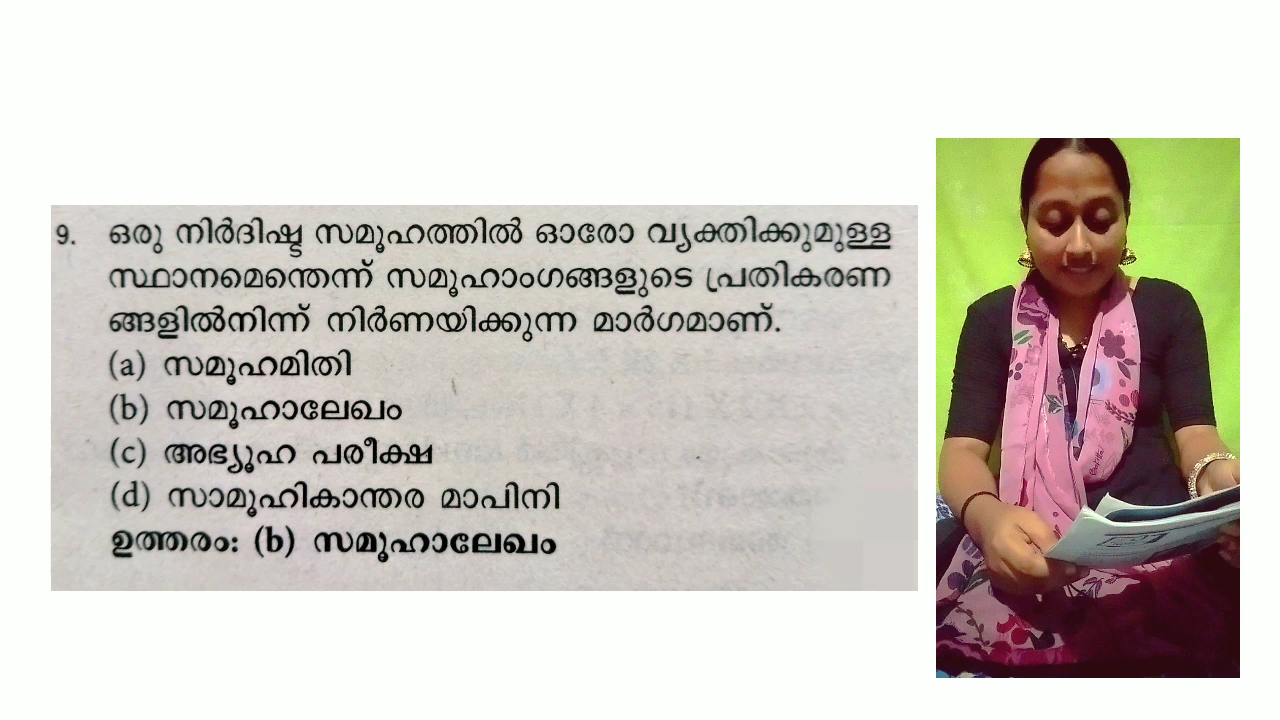 9. ഒരു നിർദിഷ്ട സമൂഹത്തിൽ ഓരോ വ്യക്തിക്കുമുള്ള
സ്ഥാനമെന്തെന്ന് സമൂഹാംഗങ്ങളുടെ പ്രതികരണ
ങ്ങളിൽനിന്ന് നിർണയിക്കുന്ന മാർഗമാണ്.
(a) സമൂഹമിതി
(b) സമൂഹാലേഖം
(c) അഭ്യൂഹ പരീക്ഷ
(d) സാമൂഹികാന്തര മാപിനി
ഉത്തരം: (b) സമൂഹാലേഖം